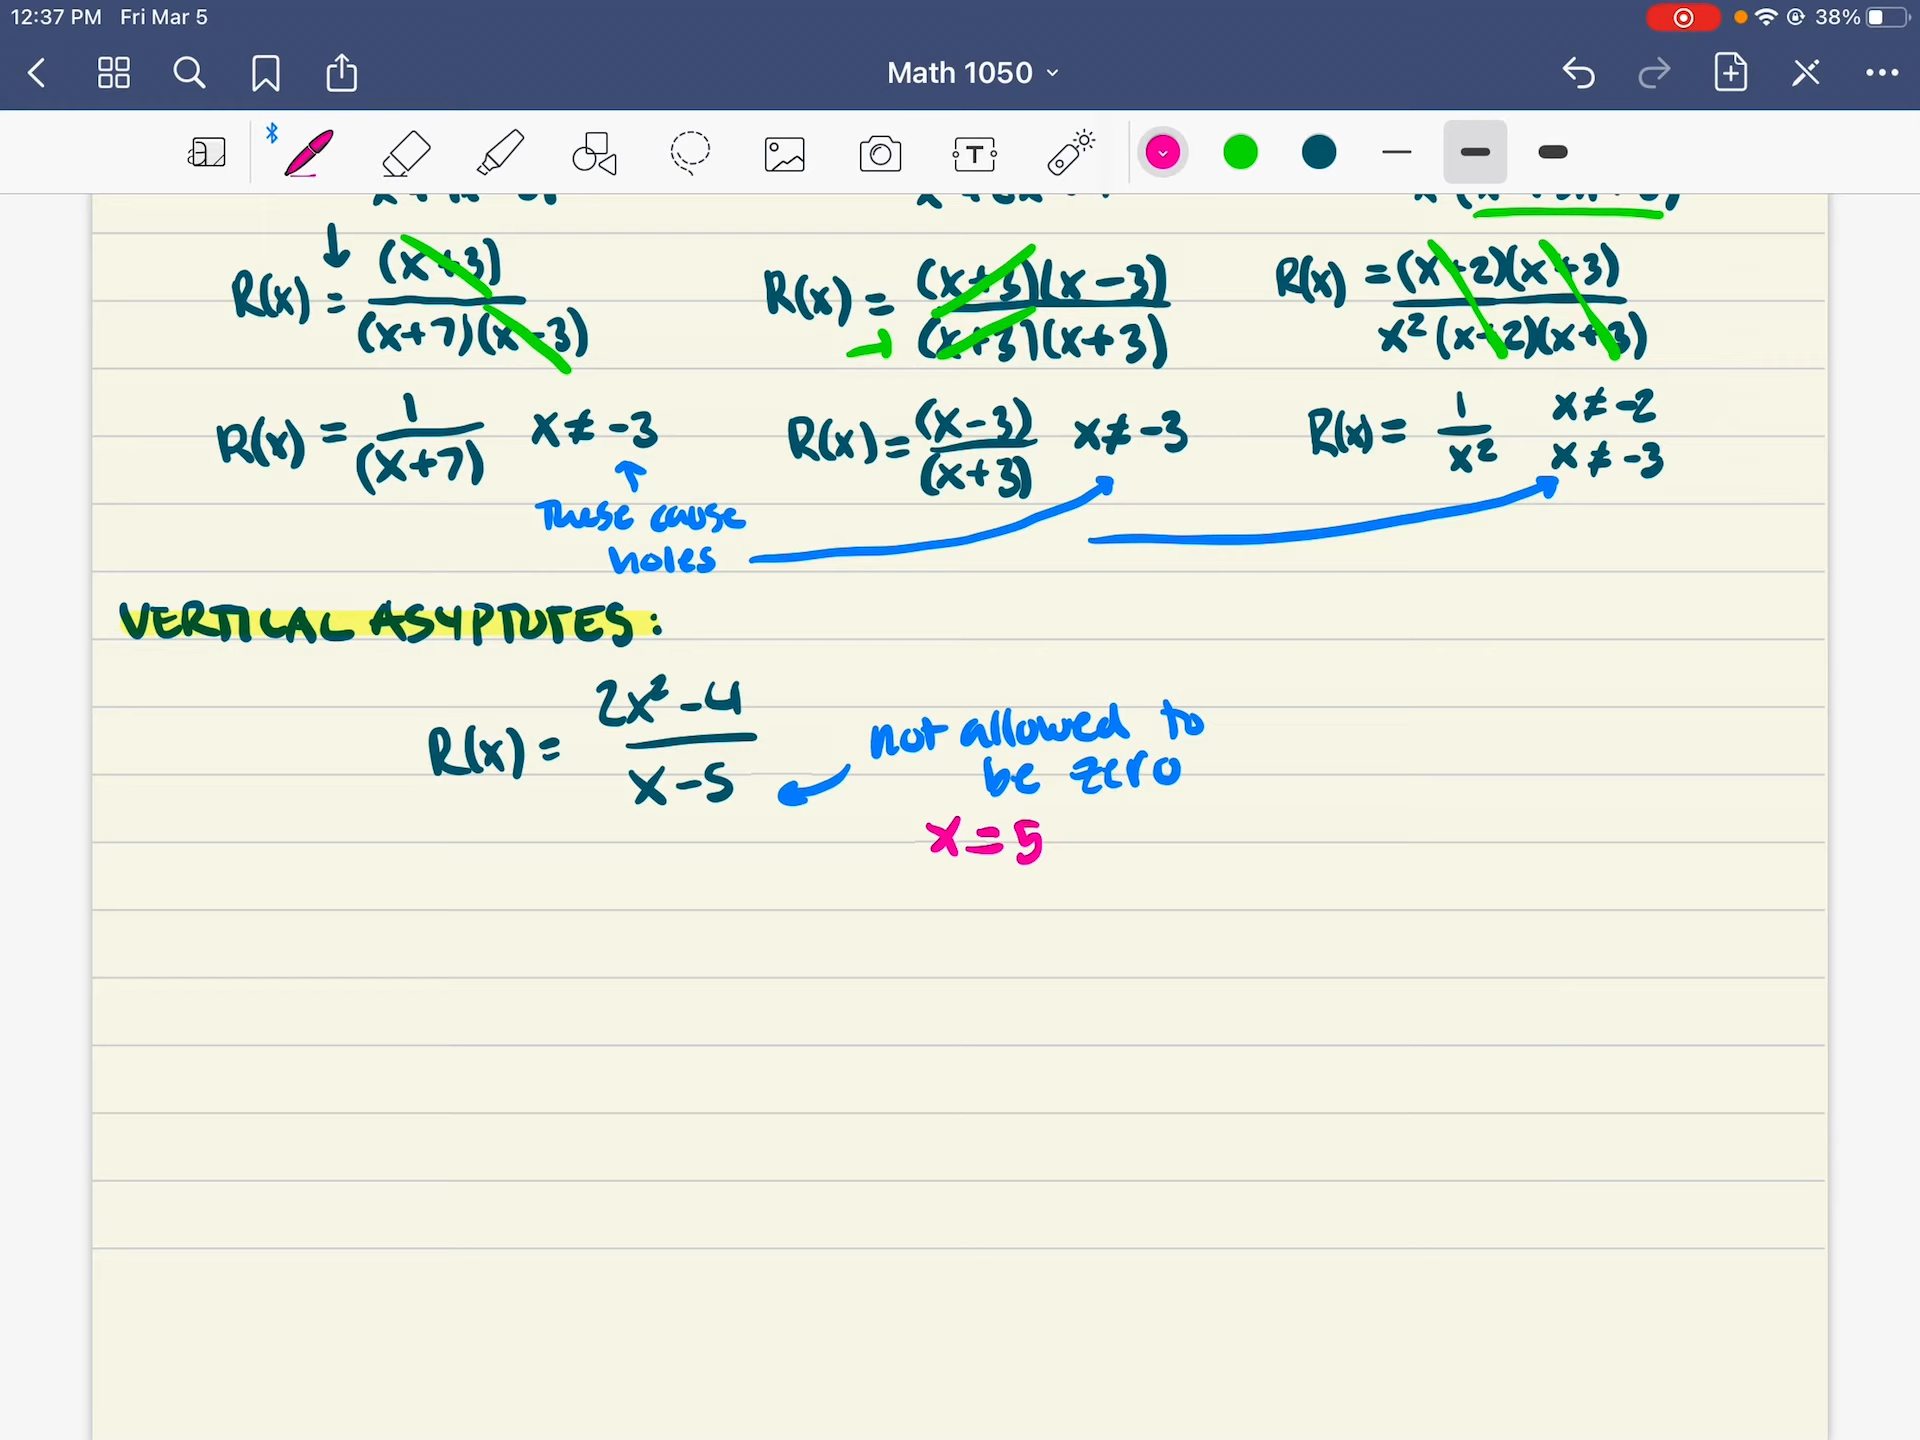 12:37 PM Fri Mar 5 38%
Math 1050
R(x) = (x+3) / (x+7)(x-3)
R(x) = (x+3)(x-3) / (x+3)(x+3)
R(x) = (x+2)(x+3) / x²(x+2)(x+3)
R(x) = 1 / (x+7) x ≠ -3
R(x) = (x-3) / (x+3) x ≠ -3
R(x) = 1 / x² x ≠ -2
x ≠ -3
These cause
holes
VERTICAL ASYPTOTES:
R(x) = 2x² - 4 / x - 5
not allowed to
be zero
x = 5